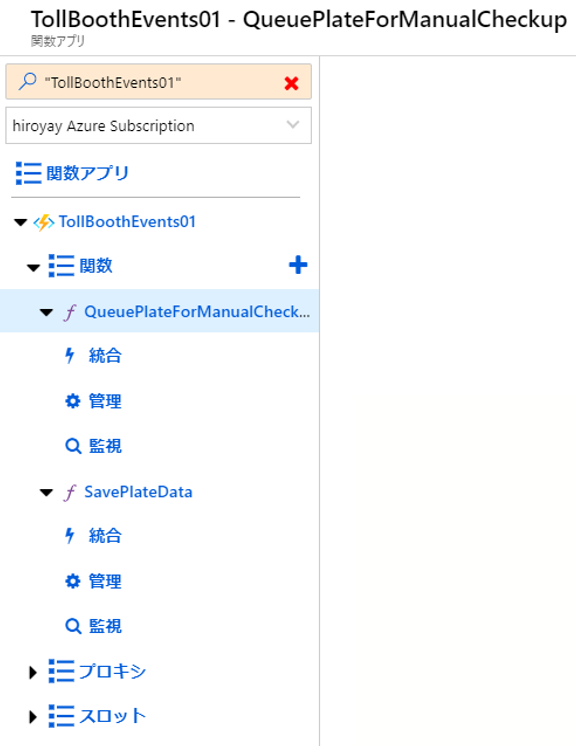 TollBoothEvents01 - QueuePlateForManualCheckup
関数アプリ
"TollBoothEvents01"
hiroyay Azure Subscription
関数アプリ
TollBoothEvents01
関数
QueuePlateForManualCheck...
統合
管理
監視
SavePlateData
統合
管理
監視
プロキシ
スロット